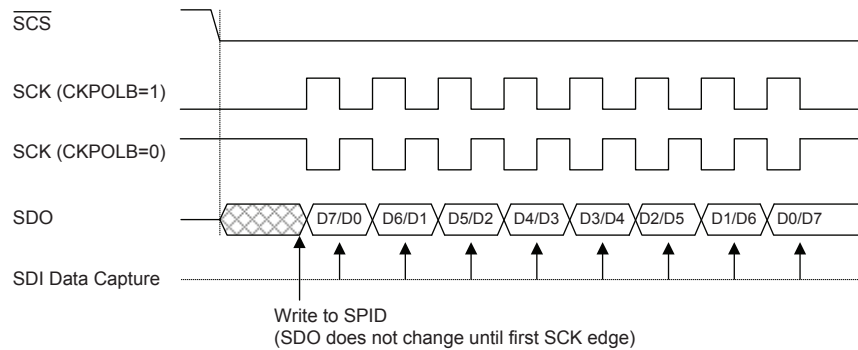 SCS
SCK (CKPOLB=1)
SCK (CKPOLB=0)
SDO D7/D0 D6/D1 D5/D2 D4/D3 D3/D4 D2/D5 D1/D6 D0/D7
SDI Data Capture
Write to SPID
(SDO does not change until first SCK edge)